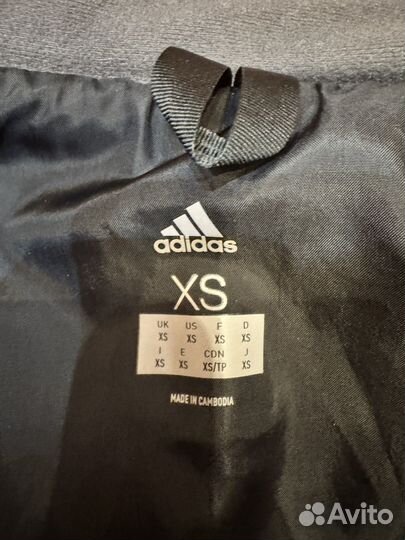 adidas
XS
UK US F D
XS XS XS XS
I E CDN J
XS XS XS/TP XS
MADE IN CAMBODIA
Avito